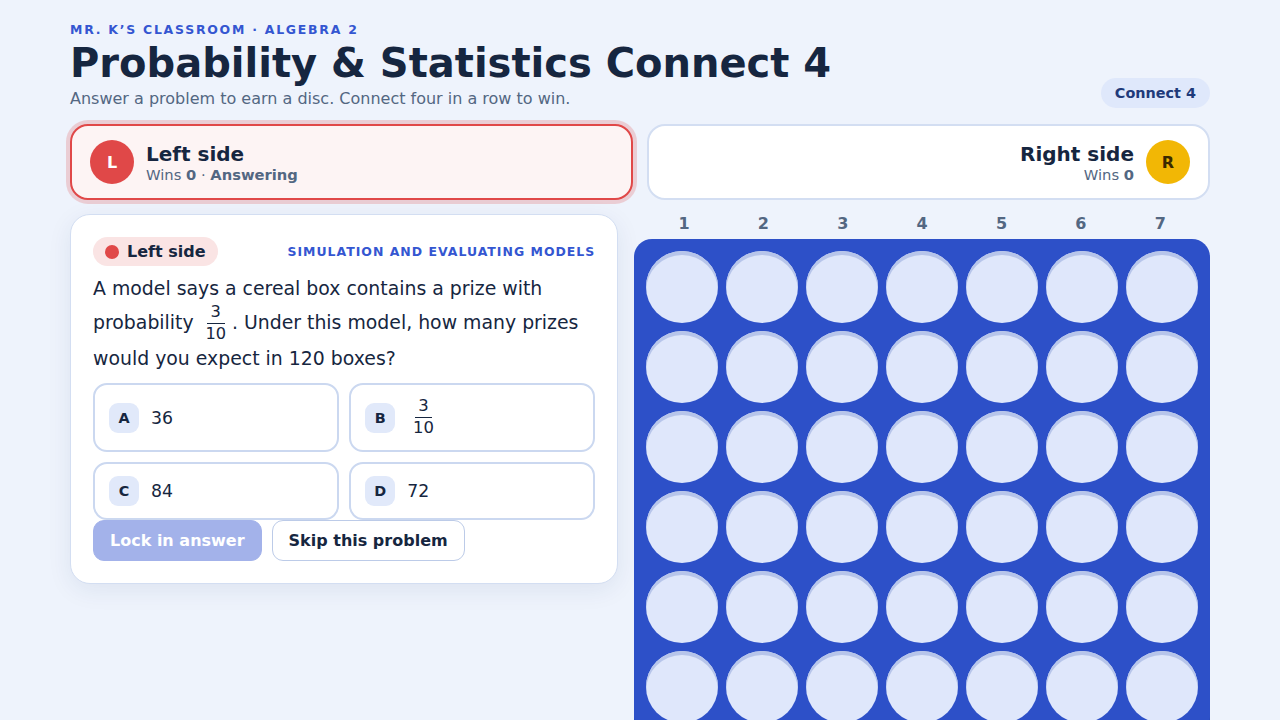 MR. K’S CLASSROOM · ALGEBRA 2
Probability & Statistics Connect 4
Answer a problem to earn a disc. Connect four in a row to win.
Connect 4
L
Left side
Wins 0 · Answering
Right side
Wins 0
R
Left side
SIMULATION AND EVALUATING MODELS
A model says a cereal box contains a prize with
probability 3/10. Under this model, how many prizes
would you expect in 120 boxes?
A 36
B 3/10
C 84
D 72
Lock in answer
Skip this problem
1 2 3 4 5 6 7